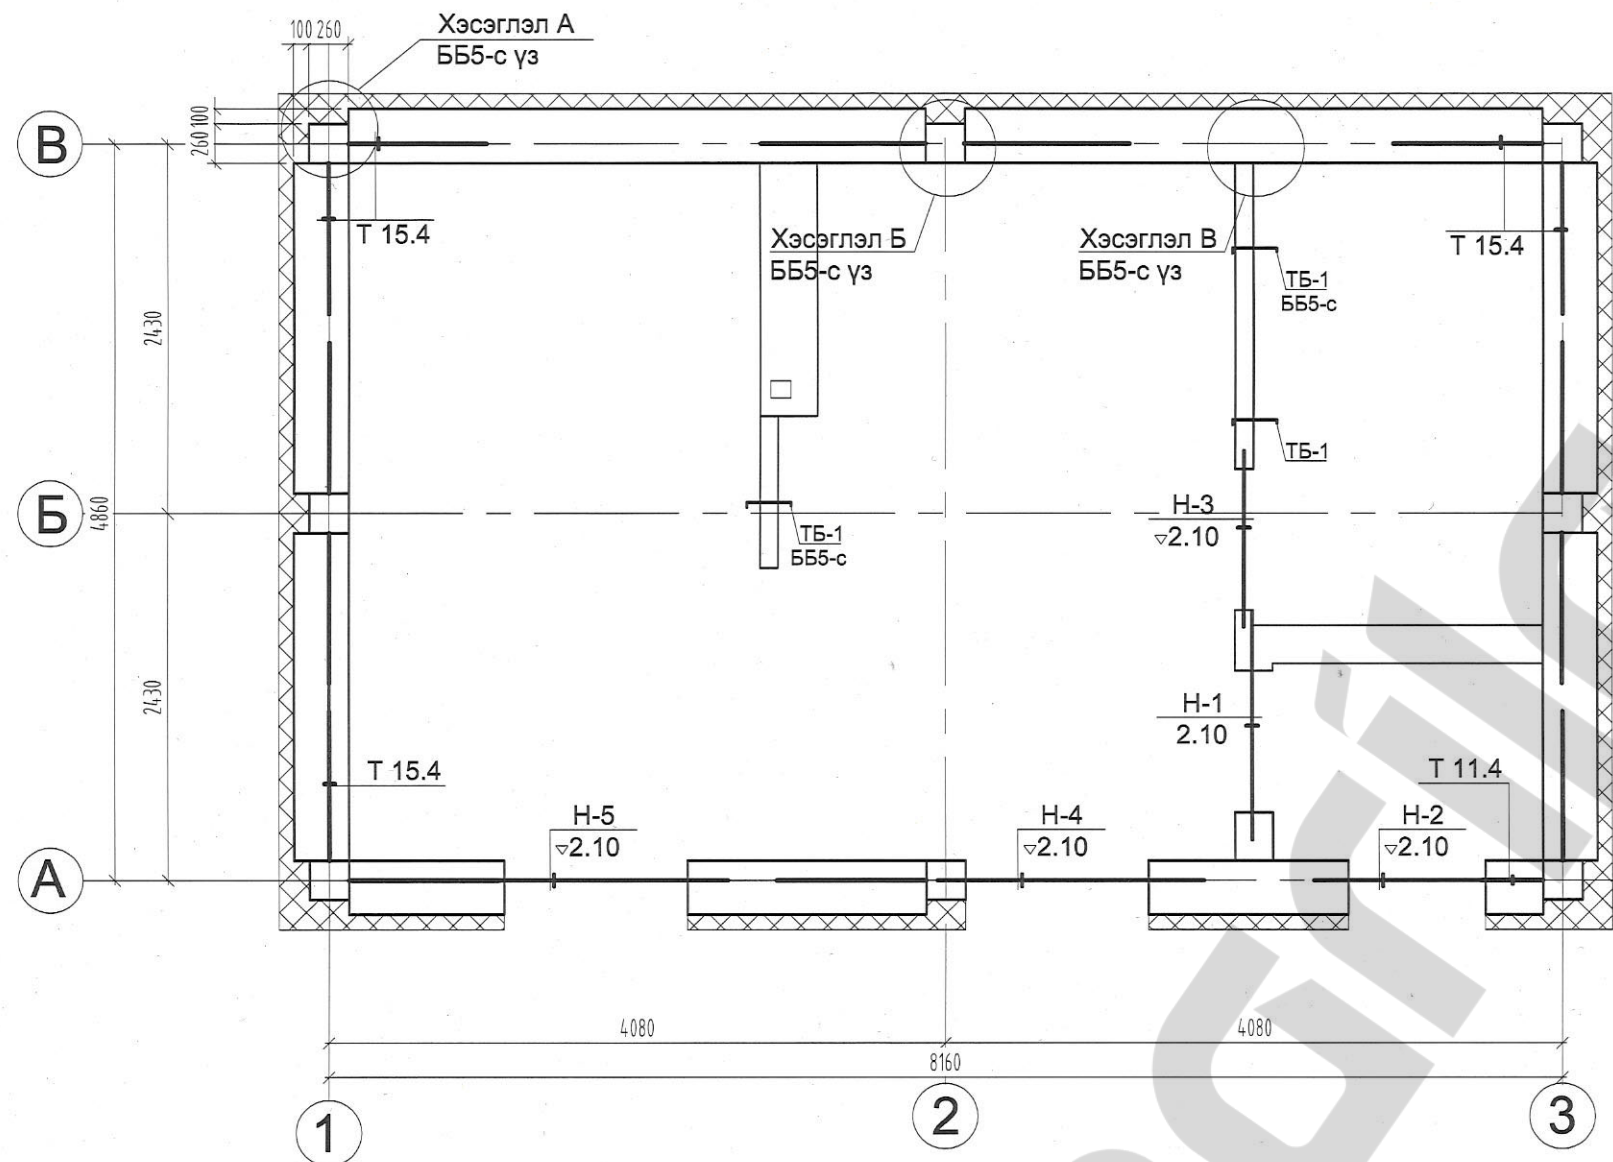 100 260
Хэсэглэл А
ББ5-с үз
260 100
В
Т 15.4
Хэсэглэл Б
ББ5-с үз
Хэсэглэл В
ББ5-с үз
Т 15.4
ТБ-1
ББ5-с
2430
ТБ-1
Б
4860
ТБ-1
ББ5-с
Н-3
▿2.10
2430
Н-1
2.10
Т 15.4
Т 11.4
Н-5
▿2.10
Н-4
▿2.10
Н-2
▿2.10
А
4080
4080
8160
1
2
3